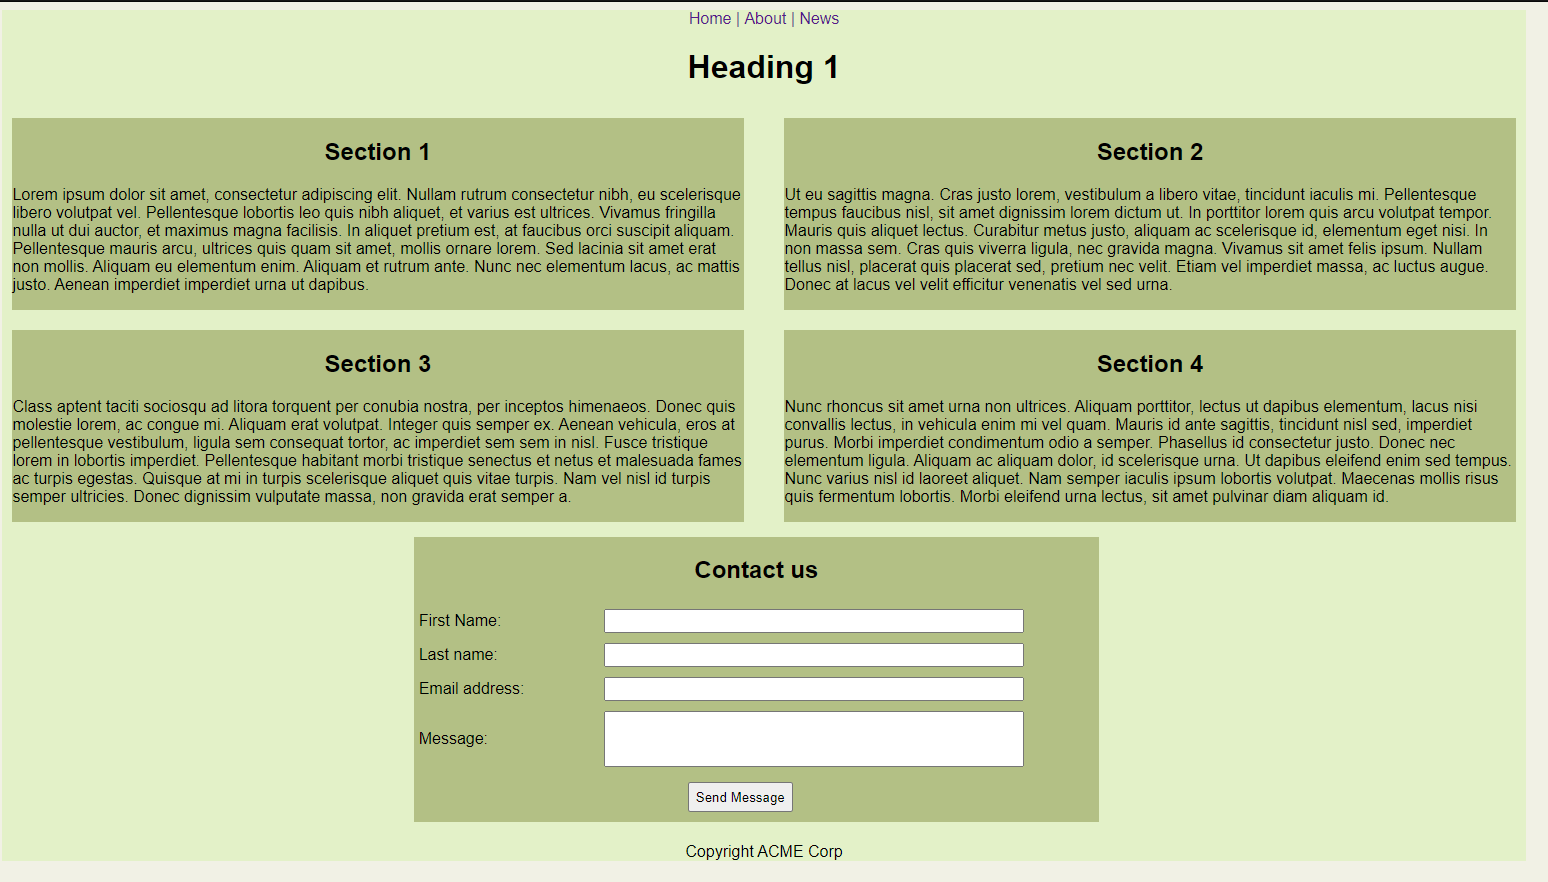 Home | About | News
Heading 1
Section 1
Lorem ipsum dolor sit amet, consectetur adipiscing elit. Nullam rutrum consectetur nibh, eu scelerisque
libero volutpat vel. Pellentesque lobortis leo quis nibh aliquet, et varius est ultrices. Vivamus fringilla
nulla ut dui auctor, et maximus magna facilisis. In aliquet pretium est, at faucibus orci suscipit aliquam.
Pellentesque mauris arcu, ultrices quis quam sit amet, mollis ornare lorem. Sed lacinia sit amet erat
non mollis. Aliquam eu elementum enim. Aliquam et rutrum ante. Nunc nec elementum lacus, ac mattis
justo. Aenean imperdiet imperdiet urna ut dapibus.
Section 2
Ut eu sagittis magna. Cras justo lorem, vestibulum a libero vitae, tincidunt iaculis mi. Pellentesque
tempus faucibus nisl, sit amet dignissim lorem dictum ut. In porttitor lorem quis arcu volutpat tempor.
Mauris quis aliquet lectus. Curabitur metus justo, aliquam ac scelerisque id, elementum eget nisi. In
non massa sem. Cras quis viverra ligula, nec gravida magna. Vivamus sit amet felis ipsum. Nullam
tellus nisl, placerat quis placerat sed, pretium nec velit. Etiam vel imperdiet massa, ac luctus augue.
Donec at lacus vel velit efficitur venenatis vel sed urna.
Section 3
Class aptent taciti sociosqu ad litora torquent per conubia nostra, per inceptos himenaeos. Donec quis
molestie lorem, ac congue mi. Aliquam erat volutpat. Integer quis semper ex. Aenean vehicula, eros at
pellentesque vestibulum, ligula sem consequat tortor, ac imperdiet sem sem in nisl. Fusce tristique
lorem in lobortis imperdiet. Pellentesque habitant morbi tristique senectus et netus et malesuada fames
ac turpis egestas. Quisque at mi in turpis scelerisque aliquet quis vitae turpis. Nam vel nisl id turpis
semper ultricies. Donec dignissim vulputate massa, non gravida erat semper a.
Section 4
Nunc rhoncus sit amet urna non ultrices. Aliquam porttitor, lectus ut dapibus elementum, lacus nisi
convallis lectus, in vehicula enim mi vel quam. Mauris id ante sagittis, tincidunt nisl sed, imperdiet
purus. Morbi imperdiet condimentum odio a semper. Phasellus id consectetur justo. Donec nec
elementum ligula. Aliquam ac aliquam dolor, id scelerisque urna. Ut dapibus eleifend enim sed tempus.
Nunc varius nisl id laoreet aliquet. Nam semper iaculis ipsum lobortis volutpat. Maecenas mollis risus
quis fermentum lobortis. Morbi eleifend urna lectus, sit amet pulvinar diam aliquam id.
Contact us
First Name:
Last name:
Email address:
Message:
Send Message
Copyright ACME Corp